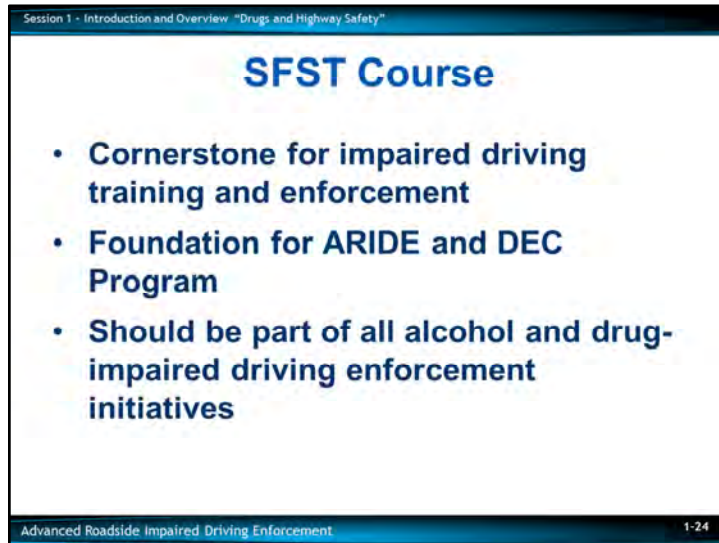 Session 1 - Introduction and Overview "Drugs and Highway Safety"
SFST Course
• Cornerstone for impaired driving
training and enforcement
• Foundation for ARIDE and DEC
Program
• Should be part of all alcohol and drug-
impaired driving enforcement
initiatives
Advanced Roadside Impaired Driving Enforcement
1-24